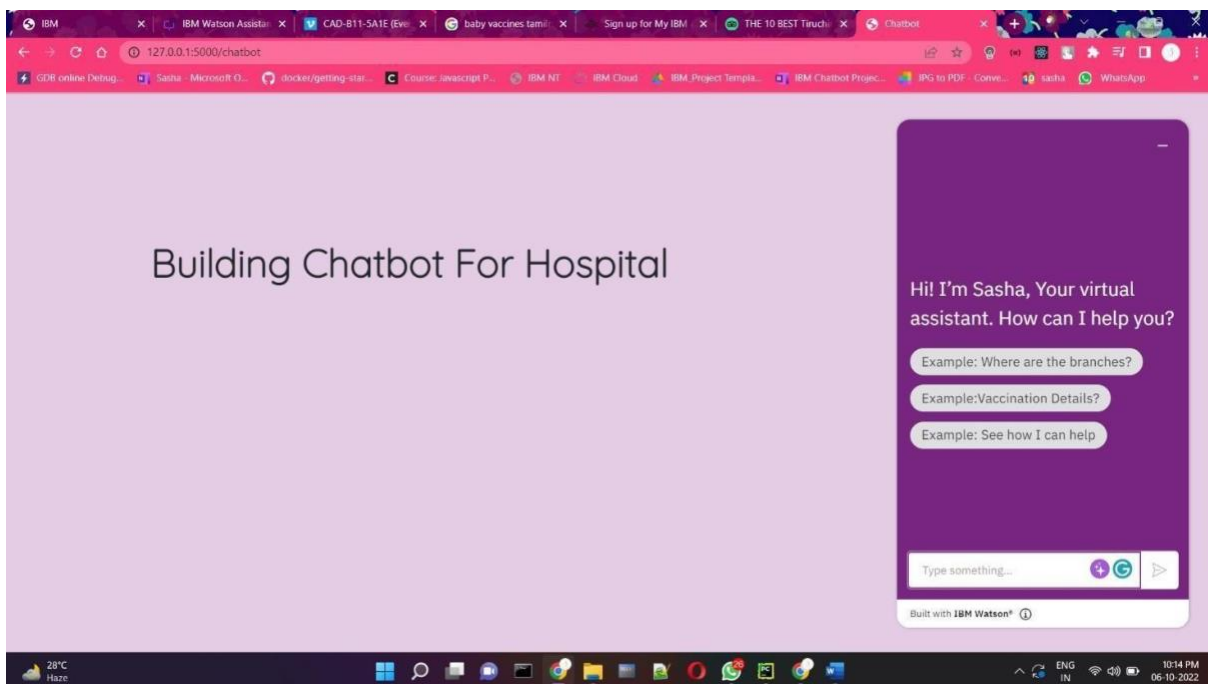 IBM
IBM Watson Assistan
CAD-B11-5A1E (Eve
baby vaccines tamil
Sign up for My IBM
THE 10 BEST Tiruchi
Chatbot
127.0.0.1:5000/chatbot
GDB online Debug...
Sasha - Microsoft O...
docker/getting-star...
Course: Javascript P...
IBM NT
IBM Cloud
IBM_Project Templa...
IBM Chatbot Projec...
JPG to PDF - Conve...
sasha
WhatsApp
Building Chatbot For Hospital
Hi! I'm Sasha, Your virtual
assistant. How can I help you?
Example: Where are the branches?
Example:Vaccination Details?
Example: See how I can help
Type something...
Built with IBM Watson®
28°C
Haze
ENG
IN
10:14 PM
06-10-2022